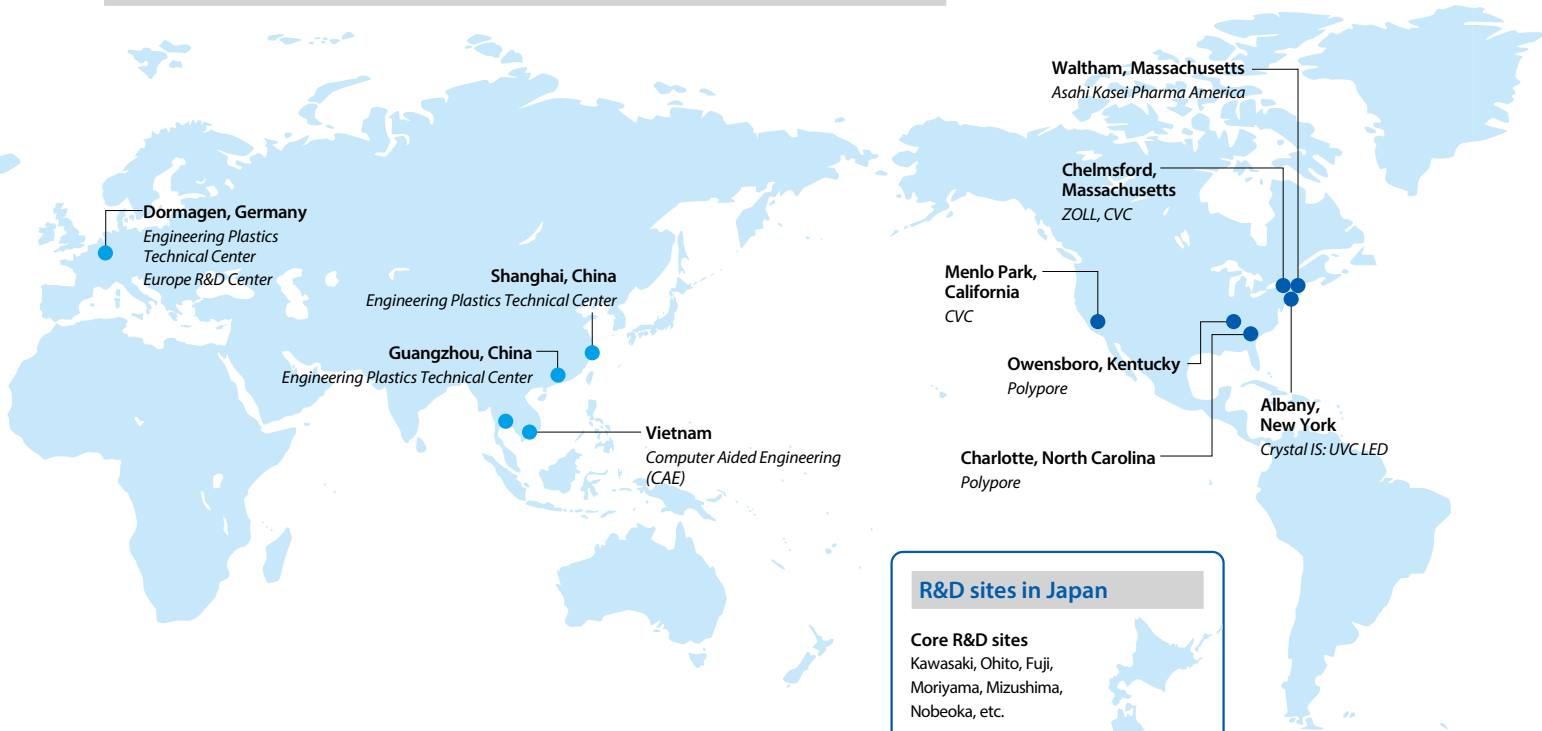 Waltham, Massachusetts
Asahi Kasei Pharma America
Chelmsford,
Massachusetts
ZOLL, CVC
Dormagen, Germany
Engineering Plastics
Technical Center
Europe R&D Center
Shanghai, China
Engineering Plastics Technical Center
Menlo Park,
California
CVC
Guangzhou, China
Engineering Plastics Technical Center
Owensboro, Kentucky
Polypore
Albany,
New York
Crystal IS: UVC LED
Vietnam
Computer Aided Engineering
(CAE)
Charlotte, North Carolina
Polypore
R&D sites in Japan
Core R&D sites
Kawasaki, Ohito, Fuji,
Moriyama, Mizushima,
Nobeoka, etc.